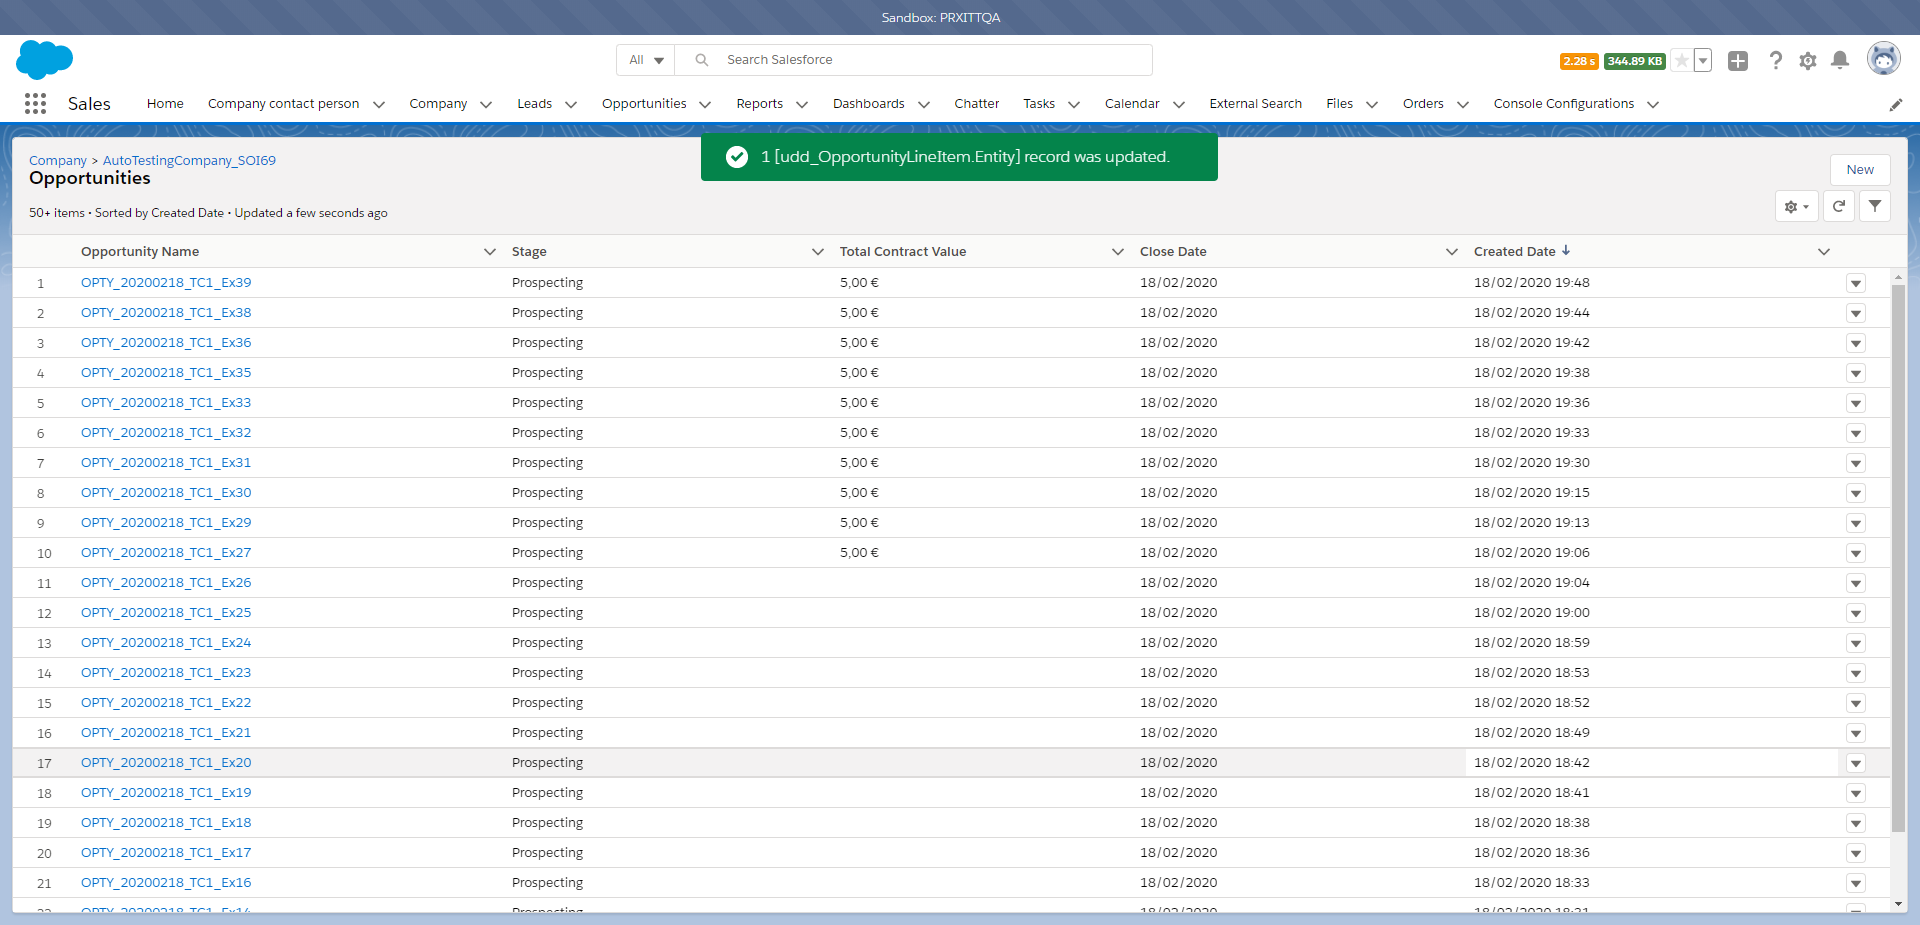 Sandbox: PRXITTQA
All Search Salesforce 2.28 s 344.89 KB
Sales Home Company contact person Company Leads Opportunities Reports Dashboards Chatter Tasks Calendar External Search Files Orders Console Configurations
1 [udd_OpportunityLineItem.Entity] record was updated.
Company > AutoTestingCompany_SOI69
Opportunities
New
50+ items • Sorted by Created Date • Updated a few seconds ago
Opportunity Name Stage Total Contract Value Close Date Created Date
1 OPTY_20200218_TC1_Ex39 Prospecting 5,00 € 18/02/2020 18/02/2020 19:48
2 OPTY_20200218_TC1_Ex38 Prospecting 5,00 € 18/02/2020 18/02/2020 19:44
3 OPTY_20200218_TC1_Ex36 Prospecting 5,00 € 18/02/2020 18/02/2020 19:42
4 OPTY_20200218_TC1_Ex35 Prospecting 5,00 € 18/02/2020 18/02/2020 19:38
5 OPTY_20200218_TC1_Ex33 Prospecting 5,00 € 18/02/2020 18/02/2020 19:36
6 OPTY_20200218_TC1_Ex32 Prospecting 5,00 € 18/02/2020 18/02/2020 19:33
7 OPTY_20200218_TC1_Ex31 Prospecting 5,00 € 18/02/2020 18/02/2020 19:30
8 OPTY_20200218_TC1_Ex30 Prospecting 5,00 € 18/02/2020 18/02/2020 19:15
9 OPTY_20200218_TC1_Ex29 Prospecting 5,00 € 18/02/2020 18/02/2020 19:13
10 OPTY_20200218_TC1_Ex27 Prospecting 5,00 € 18/02/2020 18/02/2020 19:06
11 OPTY_20200218_TC1_Ex26 Prospecting 18/02/2020 18/02/2020 19:04
12 OPTY_20200218_TC1_Ex25 Prospecting 18/02/2020 18/02/2020 19:00
13 OPTY_20200218_TC1_Ex24 Prospecting 18/02/2020 18/02/2020 18:59
14 OPTY_20200218_TC1_Ex23 Prospecting 18/02/2020 18/02/2020 18:53
15 OPTY_20200218_TC1_Ex22 Prospecting 18/02/2020 18/02/2020 18:52
16 OPTY_20200218_TC1_Ex21 Prospecting 18/02/2020 18/02/2020 18:49
17 OPTY_20200218_TC1_Ex20 Prospecting 18/02/2020 18/02/2020 18:42
18 OPTY_20200218_TC1_Ex19 Prospecting 18/02/2020 18/02/2020 18:41
19 OPTY_20200218_TC1_Ex18 Prospecting 18/02/2020 18/02/2020 18:38
20 OPTY_20200218_TC1_Ex17 Prospecting 18/02/2020 18/02/2020 18:36
21 OPTY_20200218_TC1_Ex16 Prospecting 18/02/2020 18/02/2020 18:33